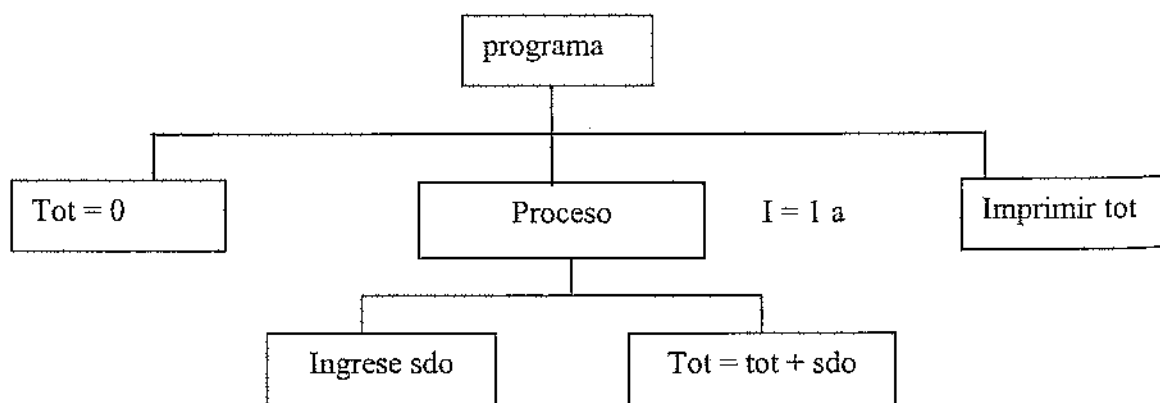 programa
Tot = 0
Proceso
I = 1 a
Imprimir tot
Ingrese sdo
Tot = tot + sdo